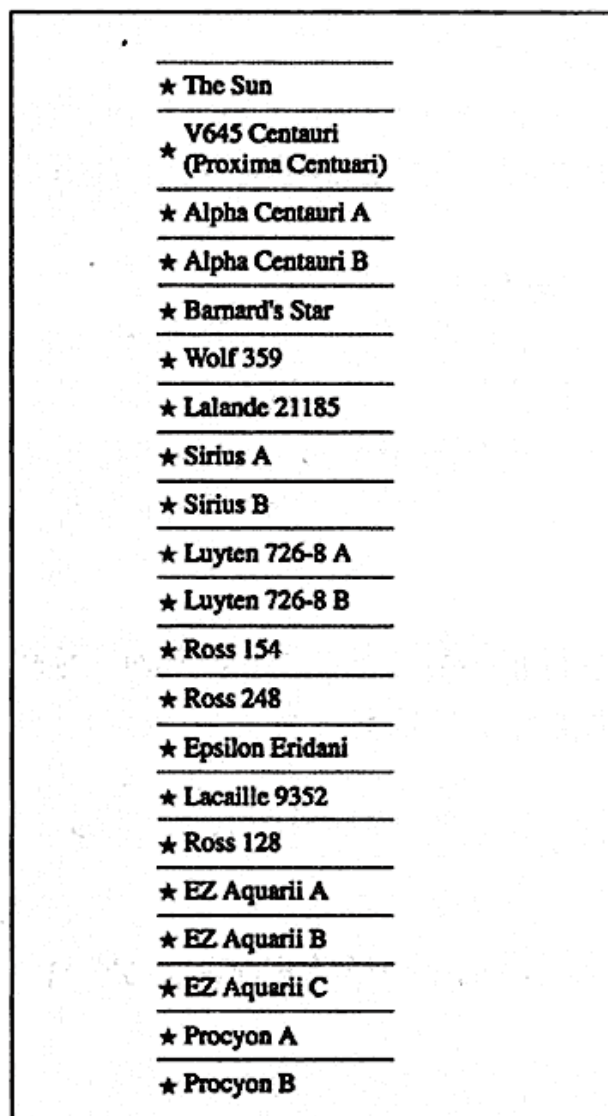 ★ The Sun
★ V645 Centauri
(Proxima Centuari)
★ Alpha Centauri A
★ Alpha Centauri B
★ Barnard's Star
★ Wolf 359
★ Lalande 21185
★ Sirius A
★ Sirius B
★ Luyten 726-8 A
★ Luyten 726-8 B
★ Ross 154
★ Ross 248
★ Epsilon Eridani
★ Lacaille 9352
★ Ross 128
★ EZ Aquarii A
★ EZ Aquarii B
★ EZ Aquarii C
★ Procyon A
★ Procyon B